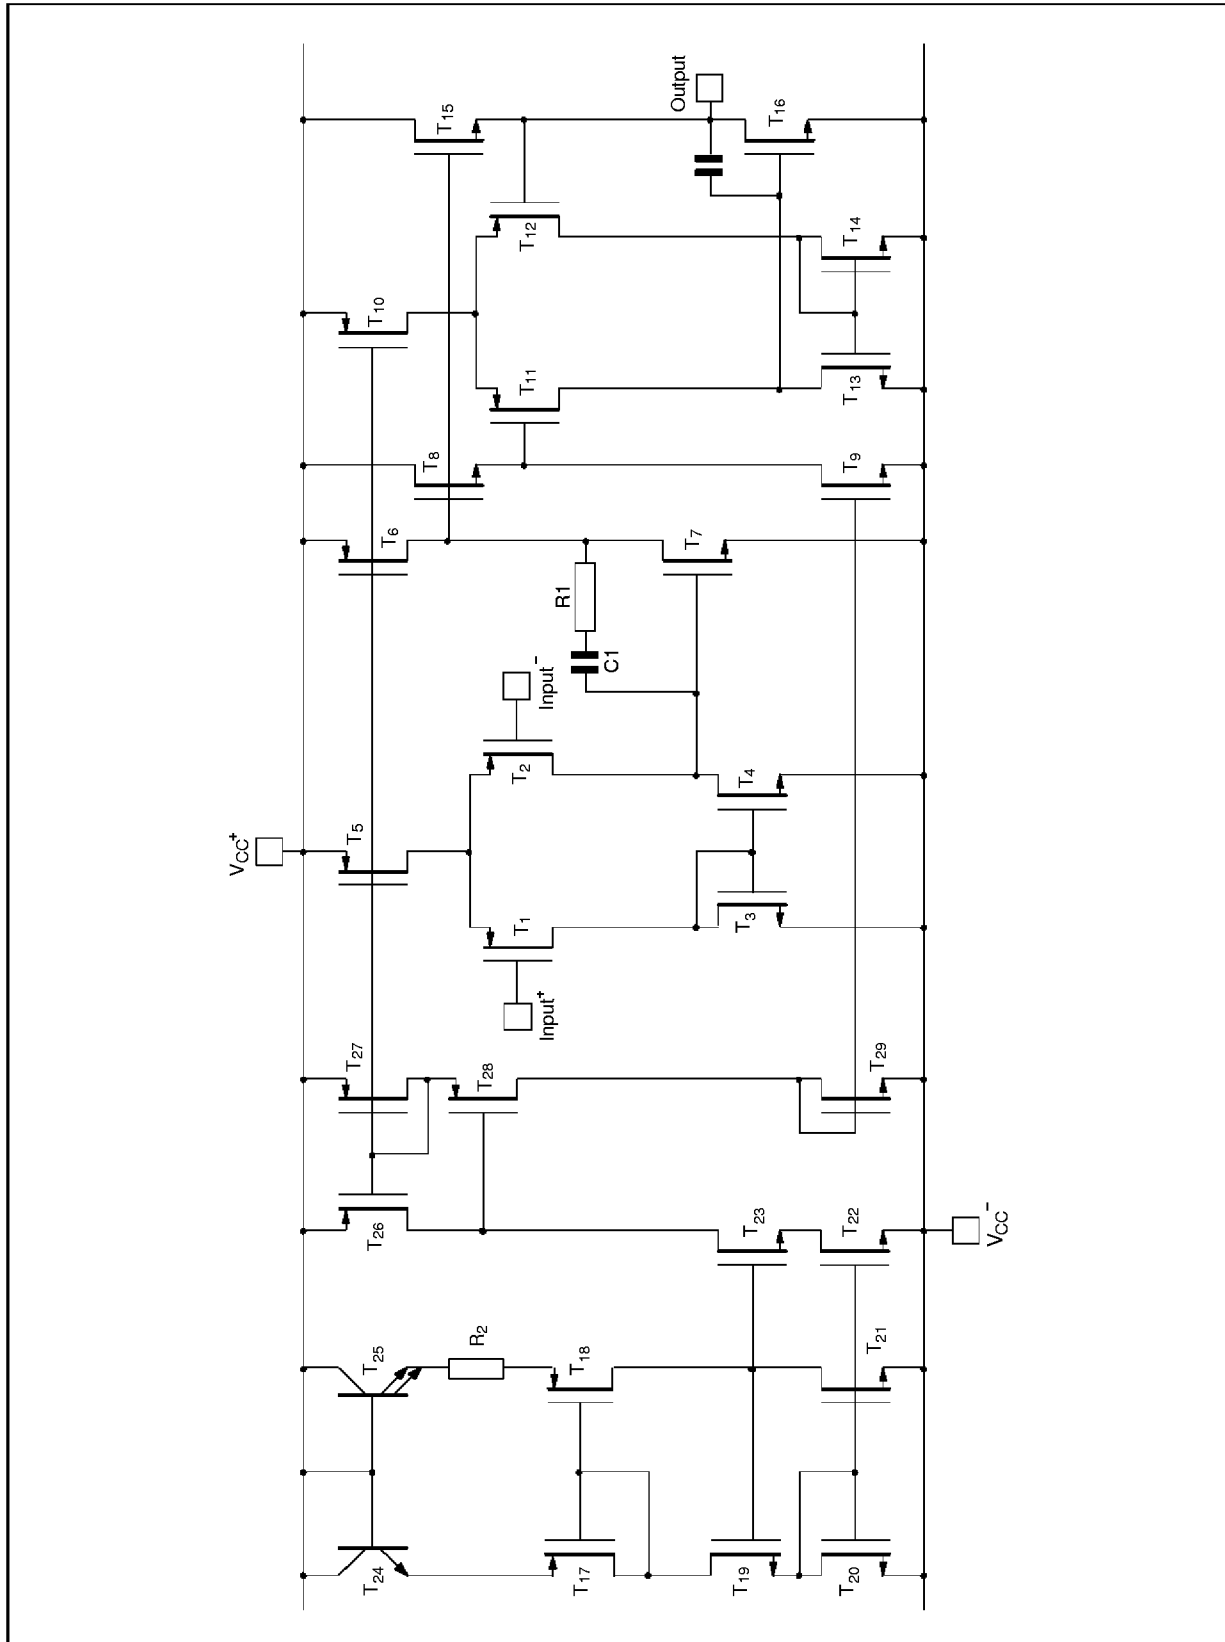 Output
T15
T16
T12
T14
T10
T11
T13
T8
T9
T6
T7
R1
C1
Input-
T2
T4
VCC+
T5
T1
T3
Input+
T27
T28
T29
T26
T23
T22
VCC-
T25
R2
T18
T21
T24
T17
T19
T20